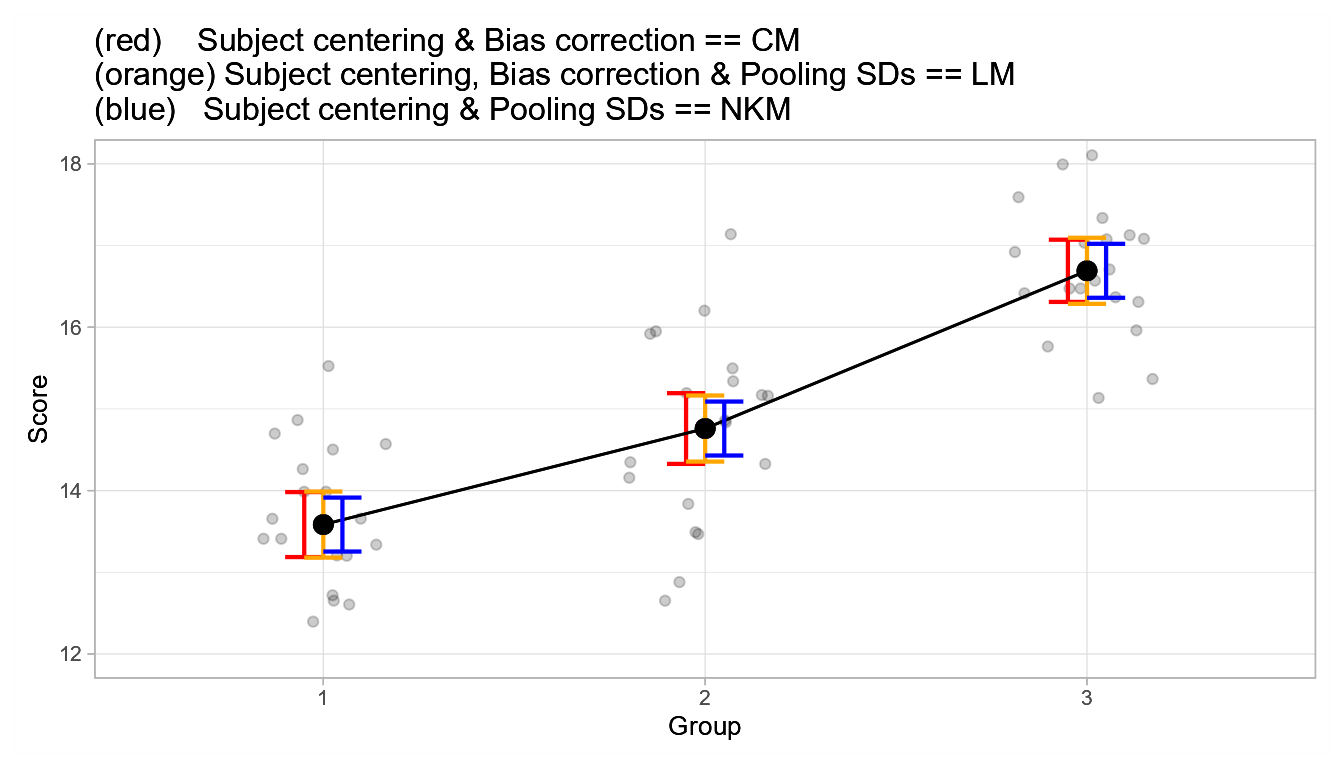 (red)    Subject centering & Bias correction == CM
(orange) Subject centering, Bias correction & Pooling SDs == LM
(blue)   Subject centering & Pooling SDs == NKM
18
16
14
12
Score
1 2 3
Group